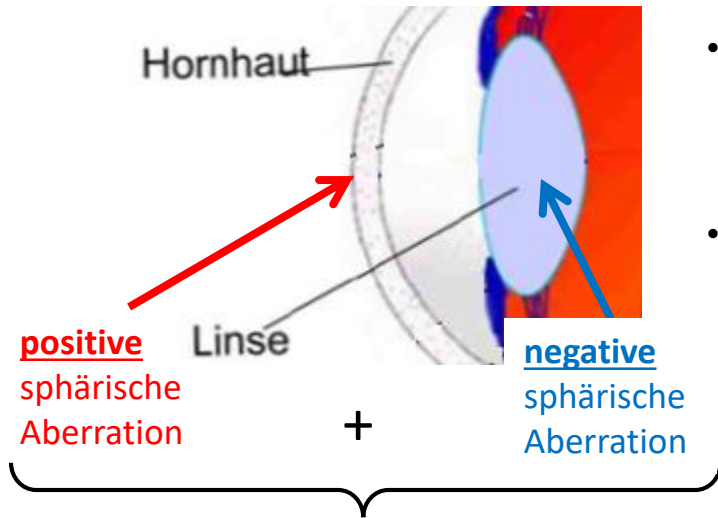 Hornhaut
•
•
Linse
positive
sphärische
Aberration
+
negative
sphärische
Aberration